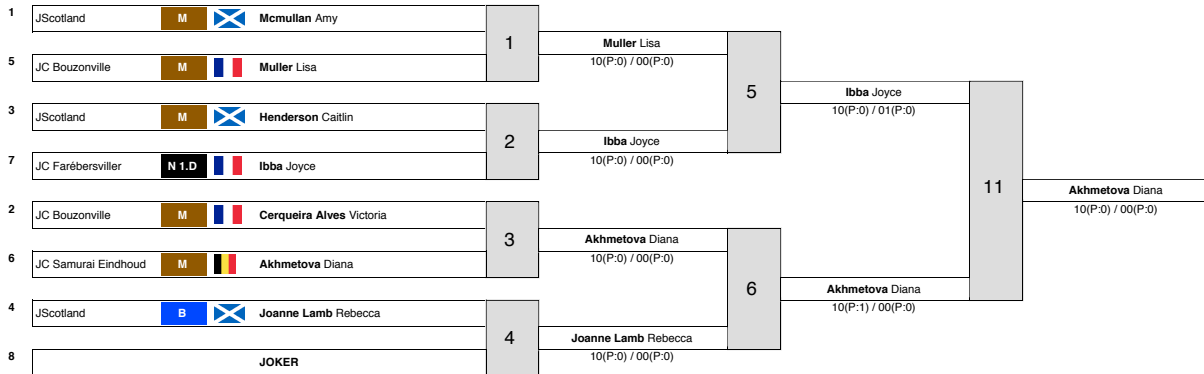 1 JScotland M Mcmullan Amy
1
Muller Lisa
10(P:0) / 00(P:0)
5 JC Bouzonville M Muller Lisa
5
Ibba Joyce
10(P:0) / 01(P:0)
3 JScotland M Henderson Caitlin
2
Ibba Joyce
10(P:0) / 00(P:0)
7 JC Farébersviller N 1.D Ibba Joyce
11
Akhmetova Diana
10(P:0) / 00(P:0)
2 JC Bouzonville M Cerqueira Alves Victoria
3
Akhmetova Diana
10(P:0) / 00(P:0)
6 JC Samurai Eindhoud M Akhmetova Diana
6
Akhmetova Diana
10(P:1) / 00(P:0)
4 JScotland B Joanne Lamb Rebecca
4
Joanne Lamb Rebecca
10(P:0) / 00(P:0)
8 JOKER